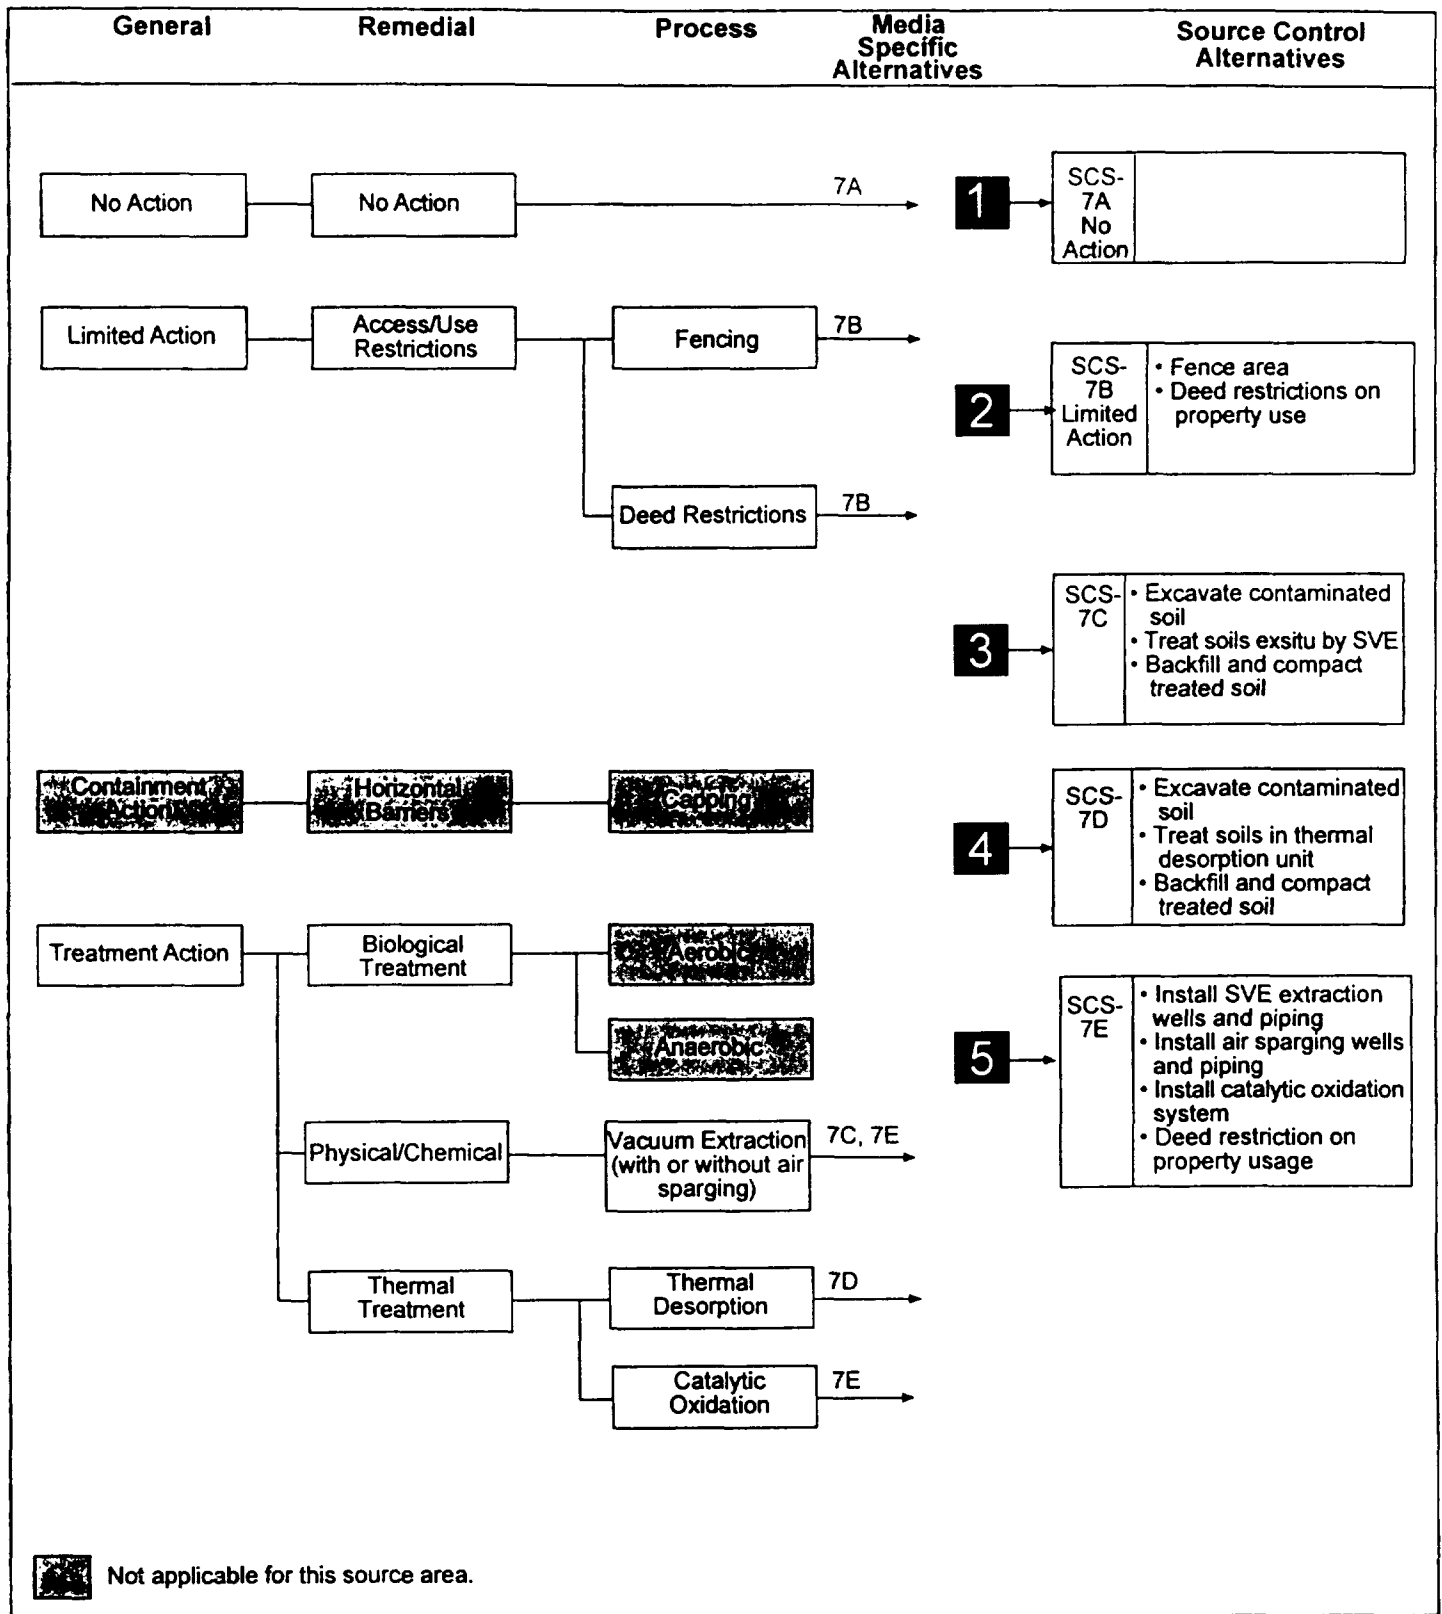 General
Remedial
Process
Media
Specific
Alternatives
Source Control
Alternatives
No Action
No Action
7A
1
SCS-
7A
No
Action
Limited Action
Access/Use
Restrictions
Fencing
7B
Deed Restrictions
7B
2
SCS-
7B
Limited
Action
• Fence area
• Deed restrictions on
property use
3
SCS-
7C
• Excavate contaminated
soil
• Treat soils exsitu by SVE
• Backfill and compact
treated soil
Containment
Action
Horizontal
Barriers
Capping
4
SCS-
7D
• Excavate contaminated
soil
• Treat soils in thermal
desorption unit
• Backfill and compact
treated soil
Treatment Action
Biological
Treatment
Aerobic
Anaerobic
5
SCS-
7E
• Install SVE extraction
wells and piping
• Install air sparging wells
and piping
• Install catalytic oxidation
system
• Deed restriction on
property usage
Physical/Chemical
Vacuum Extraction
(with or without air
sparging)
7C, 7E
Thermal
Treatment
Thermal
Desorption
7D
Catalytic
Oxidation
7E
Not applicable for this source area.